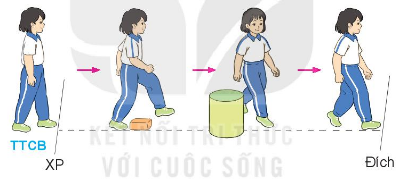 TTCB
XP
Đích
KẾT NỐI TRI THỨC
VỚI CUỘC SỐNG